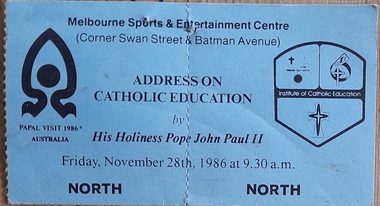 Melbourne Sports & Entertainment Centre
(Corner Swan Street & Batman Avenue)
PAPAL VISIT 1986
AUSTRALIA
ADDRESS ON
CATHOLIC EDUCATION
by
His Holiness Pope John Paul II
Institute of Catholic Education
Friday, November 28th, 1986 at 9.30 a.m.
NORTH
NORTH